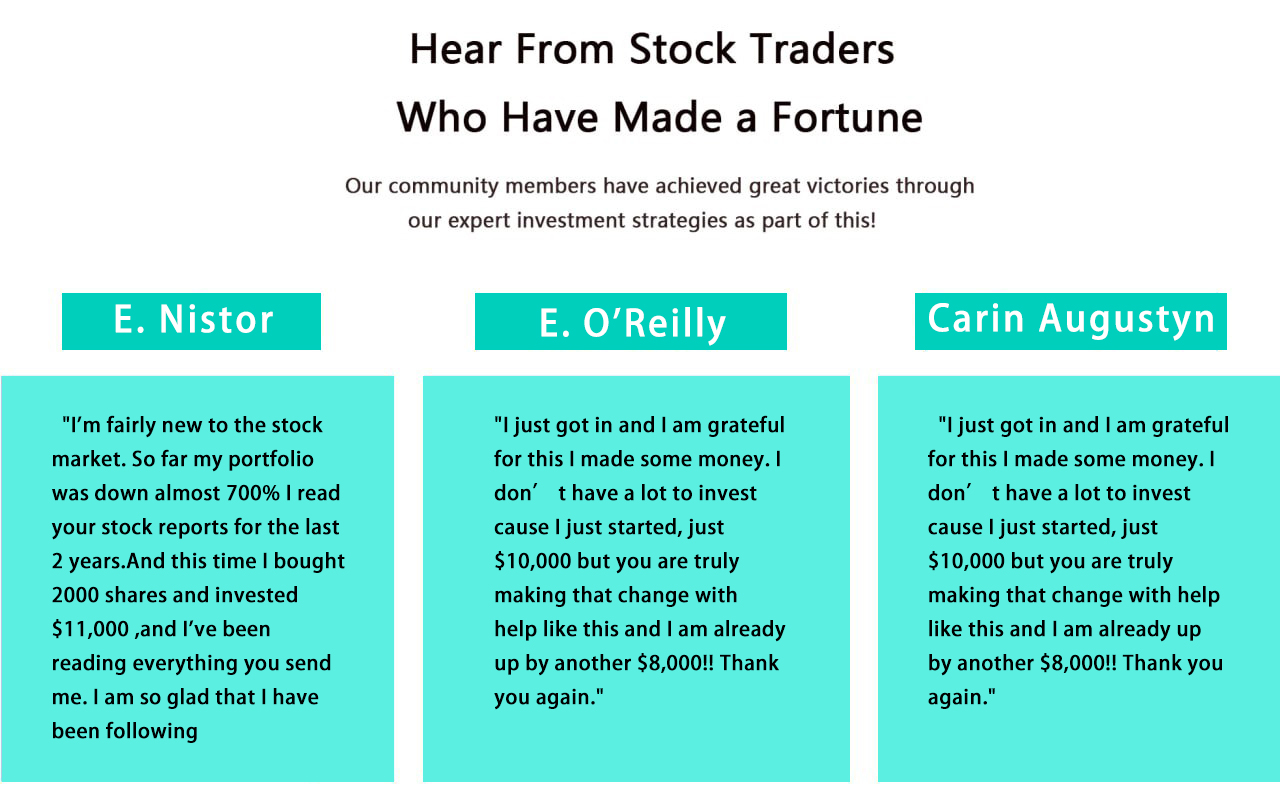 Hear From Stock Traders
Who Have Made a Fortune
Our community members have achieved great victories through
our expert investment strategies as part of this!
E. Nistor
"I’m fairly new to the stock
market. So far my portfolio
was down almost 700% I read
your stock reports for the last
2 years.And this time I bought
2000 shares and invested
$11,000 ,and I’ve been
reading everything you send
me. I am so glad that I have
been following
E. O’Reilly
"I just got in and I am grateful
for this I made some money. I
don’ t have a lot to invest
cause I just started, just
$10,000 but you are truly
making that change with
help like this and I am already
up by another $8,000!! Thank
you again."
Carin Augustyn
"I just got in and I am grateful
for this I made some money. I
don’ t have a lot to invest
cause I just started, just
$10,000 but you are truly
making that change with help
like this and I am already up
by another $8,000!! Thank you
again."